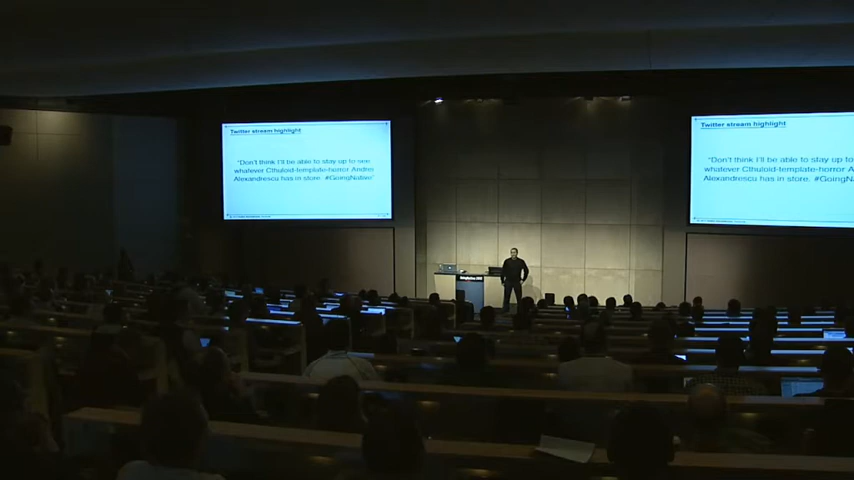 Twitter stream highlight
"Don't think I'll be able to stay up to see
whatever Cthuloid-template-horror Andrei
Alexandrescu has in store. #GoingNative"
Twitter stream highlight
"Don't think I'll be able to stay up to
whatever Cthuloid-template-horror A
Alexandrescu has in store. #GoingNa